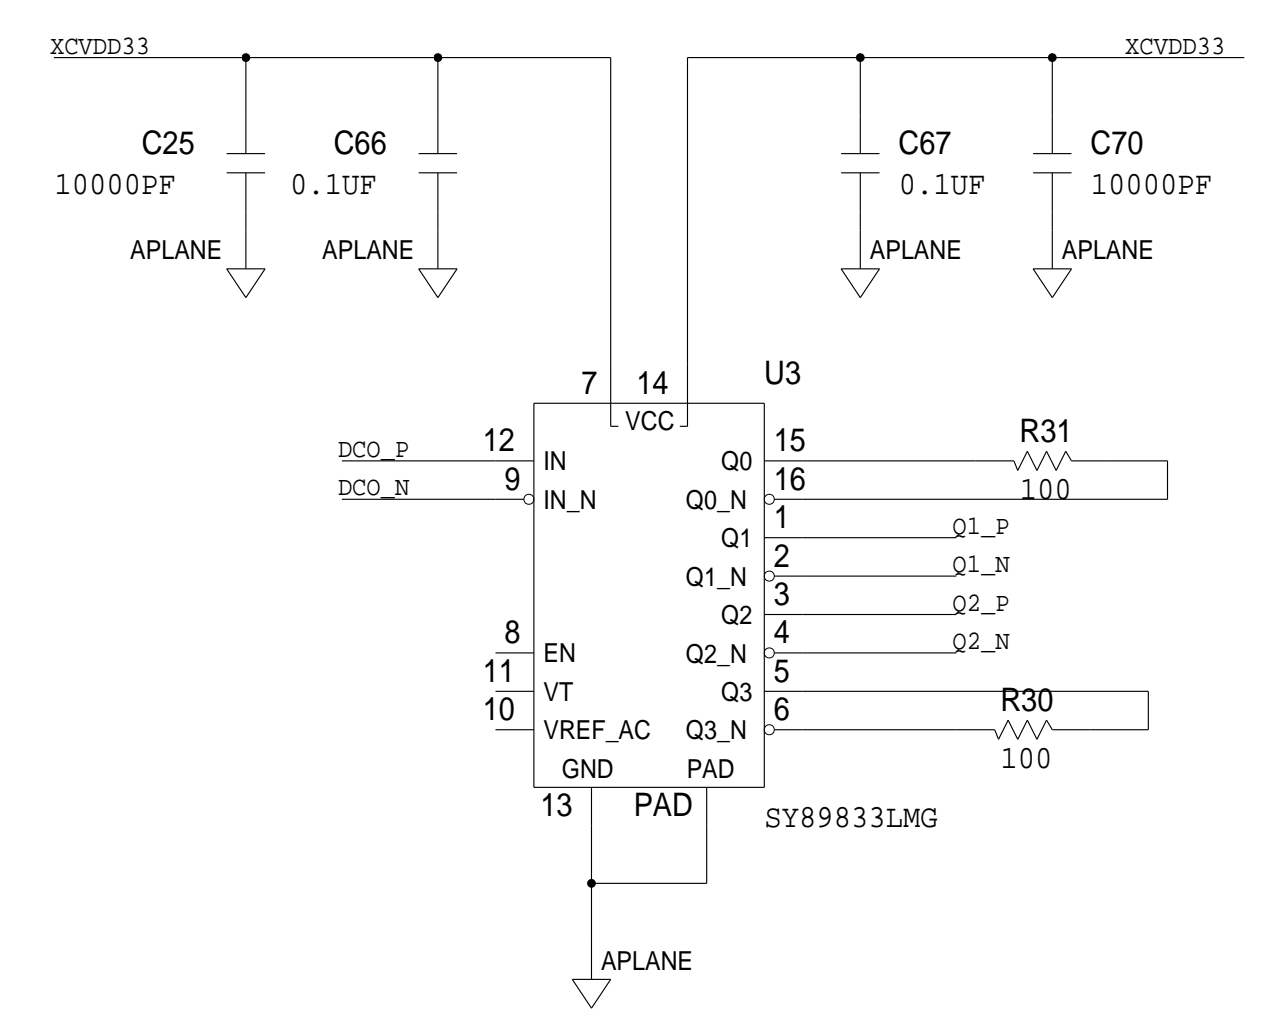 XCVDD33 XCVDD33
C25 C66 C67 C70
10000PF 0.1UF 0.1UF 10000PF
APLANE APLANE APLANE APLANE
U3
7 14
VCC
12 15 R31
DCO_P IN Q0
9 16 100
DCO_N IN_N Q0_N
1 Q1_P
Q1
2 Q1_N
Q1_N
3 Q2_P
Q2
8 4 Q2_N
EN Q2_N
11 5
VT Q3 R30
10 6
VREF_AC Q3_N
100
GND PAD
13 PAD
SY89833LMG
APLANE